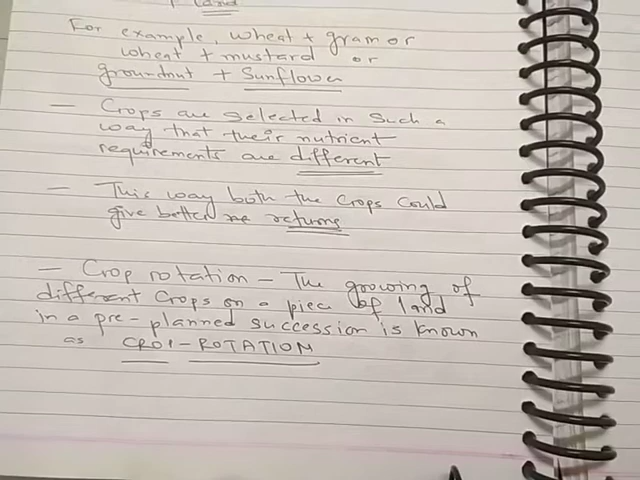 land
For example, wheat + gram or
wheat + mustard or
groundnut + Sunflower
— Crops are selected in such a
way that their nutrient
requirements are different
— This way both the crops could
give better returns
— Crop rotation - The growing of
different crops on a piece of land
in a pre-planned succession is known
as CROP-ROTATION